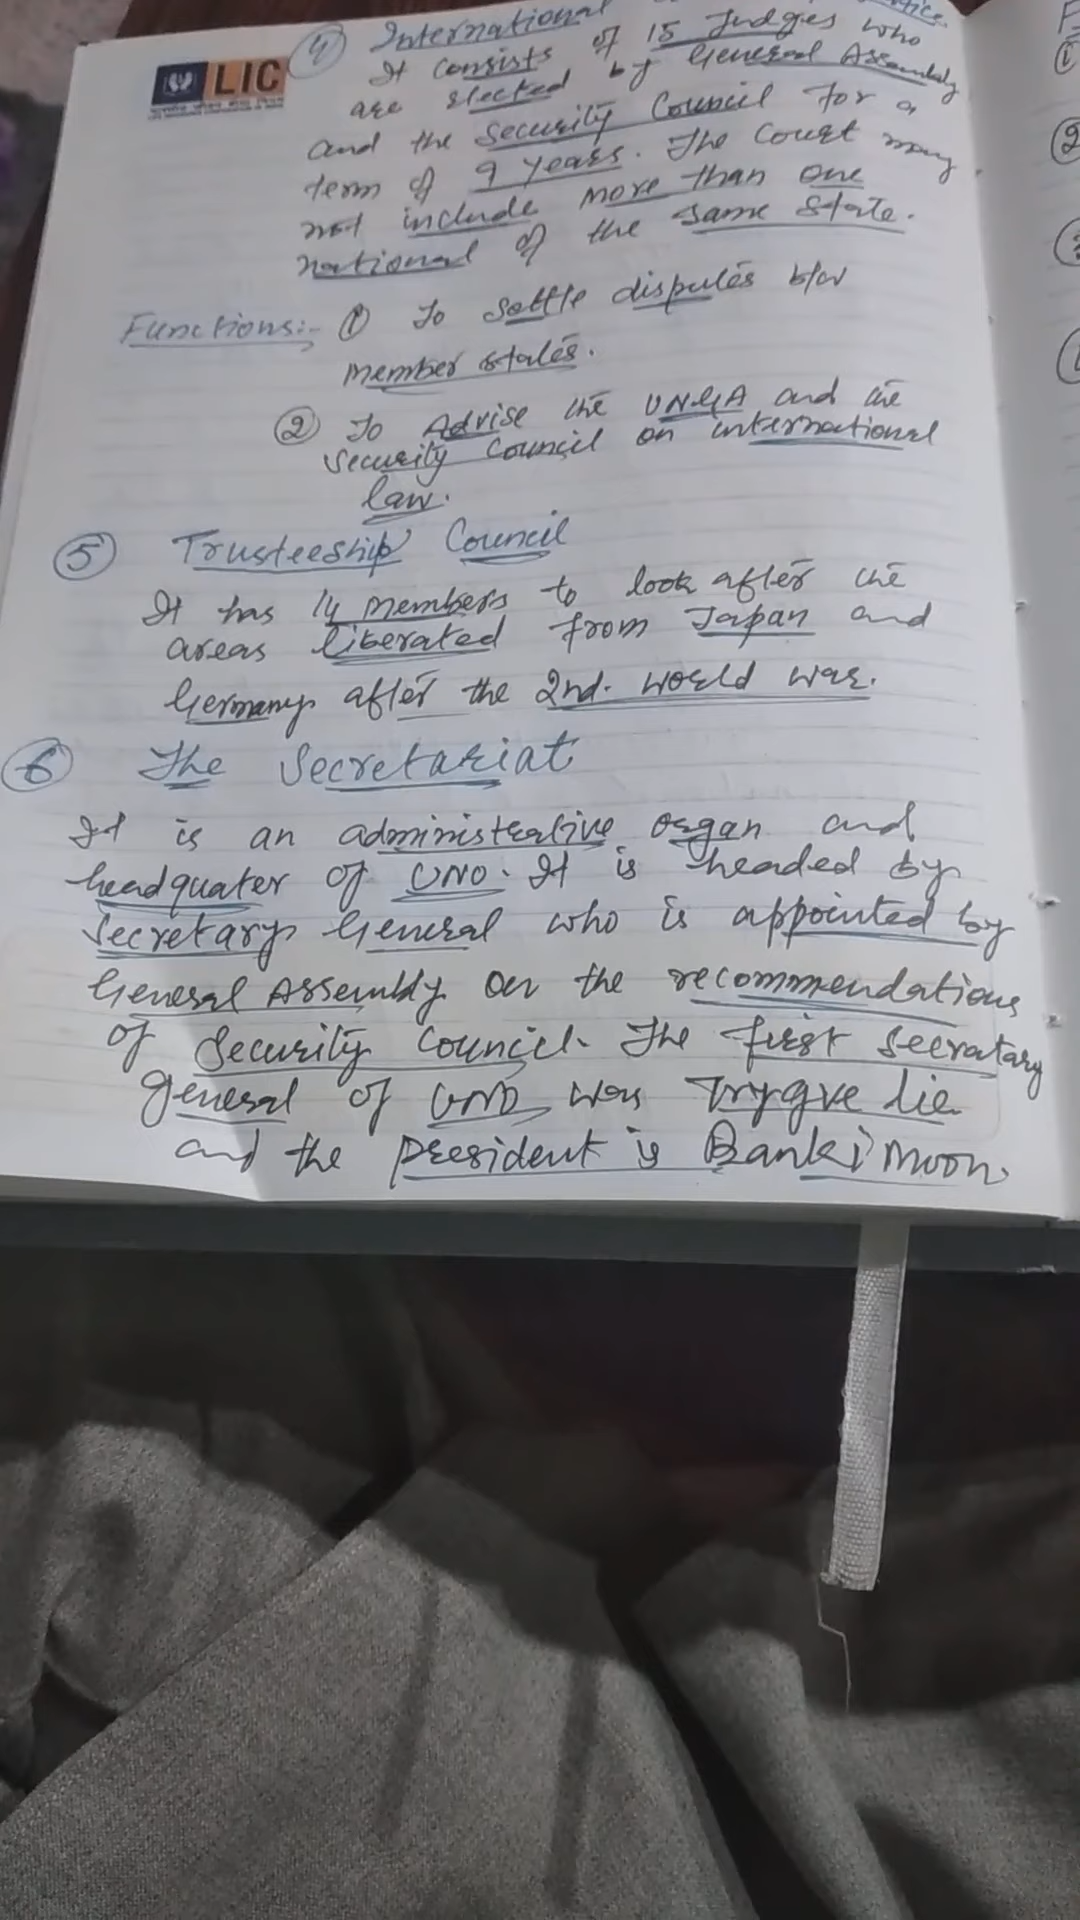 LIC
④ International
It consists of 15 Judges who
are elected by General Assembly
and the Security Council for a
term of 9 years. The Court may
not include more than one
national of the same state.
Functions:- ① To settle disputes b/w
member states.
② To Advise the UNGA and the
Security Council on international
law.
⑤ Trusteeship Council
It has 14 members to look after the
areas liberated from Japan and
Germany after the 2nd. world war.
⑥ The Secretariat
It is an administrative organ and
headquater of UNO. It is headed by
Secretary General who is appointed by
General Assembly on the recommendations
of Security Council. The first Secratary
general of UNO was Trygve Lie
and the president is Banki Moon.